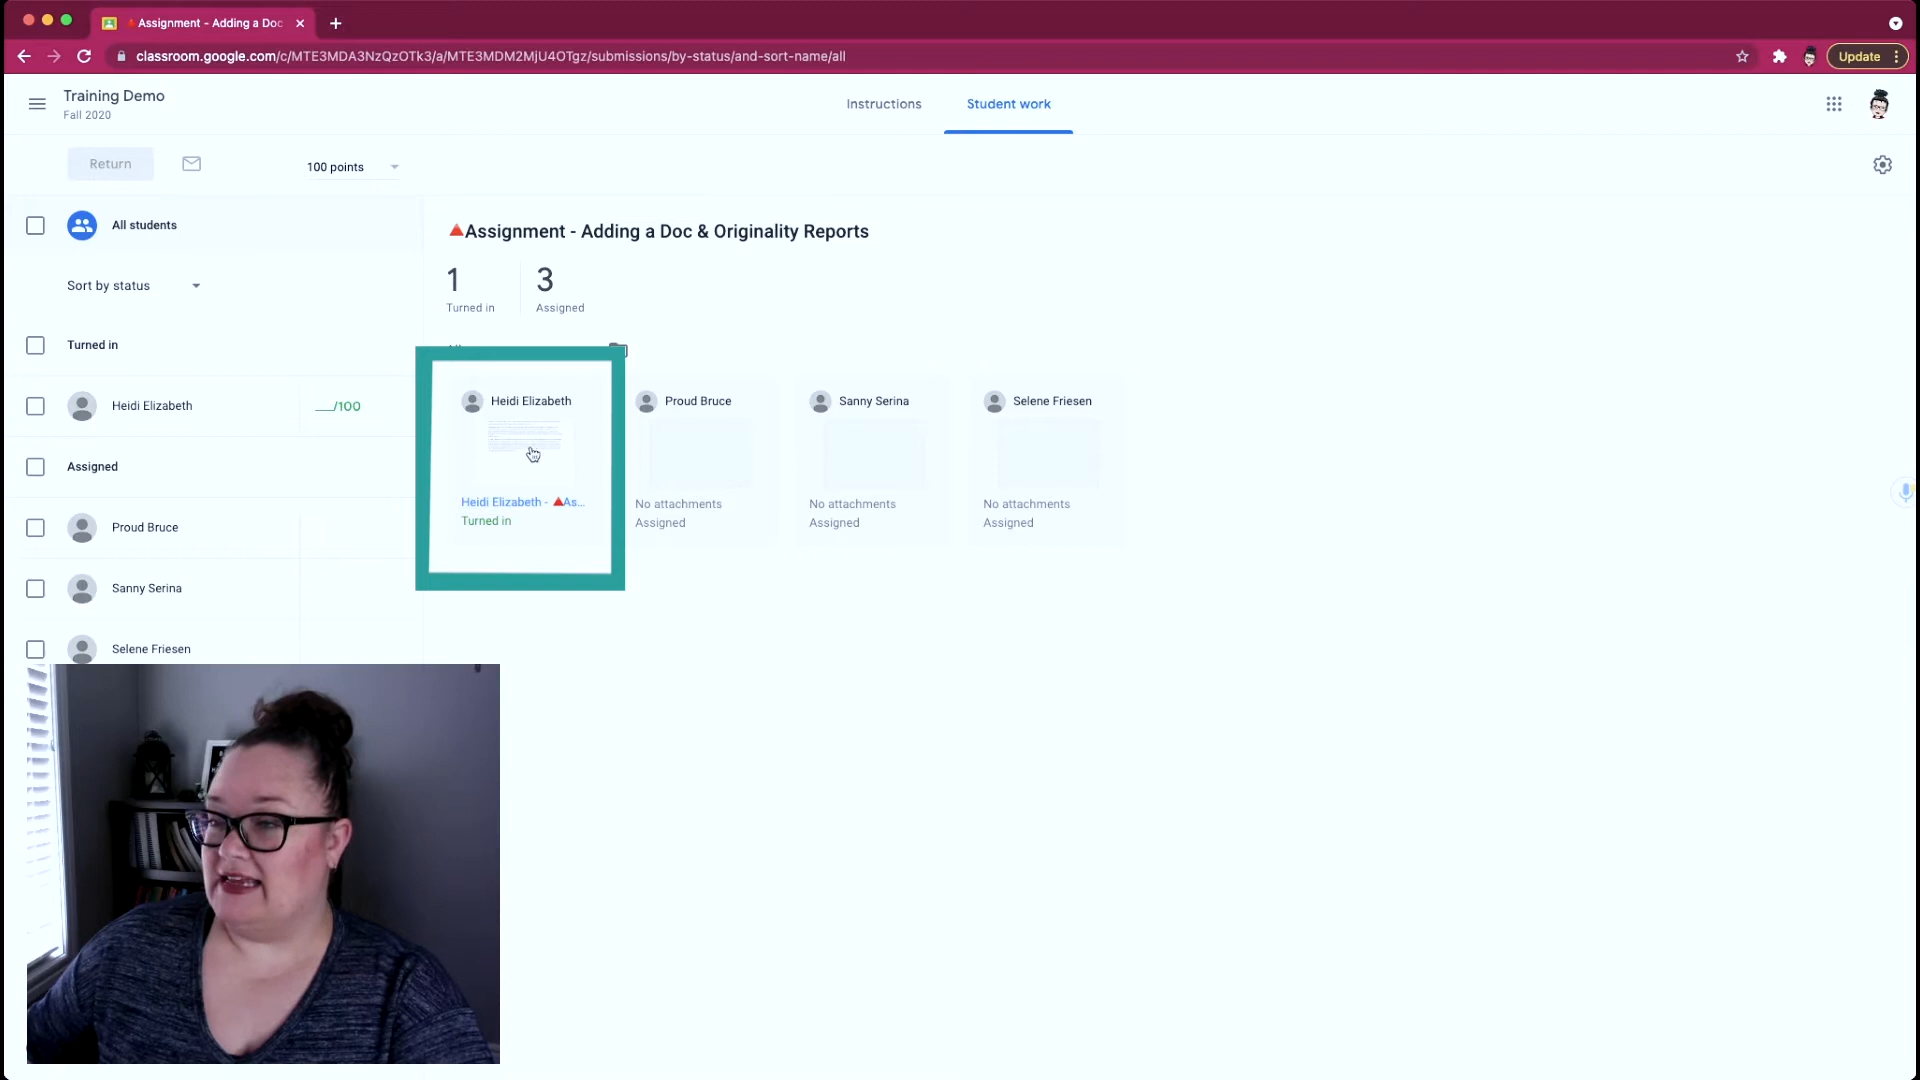 Assignment - Adding a Doc
classroom.google.com/c/MTE3MDA3NzQzOTk3/a/MTE3MDM2MjU4OTgz/submissions/by-status/and-sort-name/all
Update
Training Demo
Fall 2020
Instructions
Student work
Return
100 points
All students
Assignment - Adding a Doc & Originality Reports
Sort by status
1
3
Turned in
Assigned
Turned in
Heidi Elizabeth
___/100
Assigned
Proud Bruce
Sanny Serina
Selene Friesen
Heidi Elizabeth
Heidi Elizabeth - As...
Turned in
Proud Bruce
No attachments
Assigned
Sanny Serina
No attachments
Assigned
Selene Friesen
No attachments
Assigned